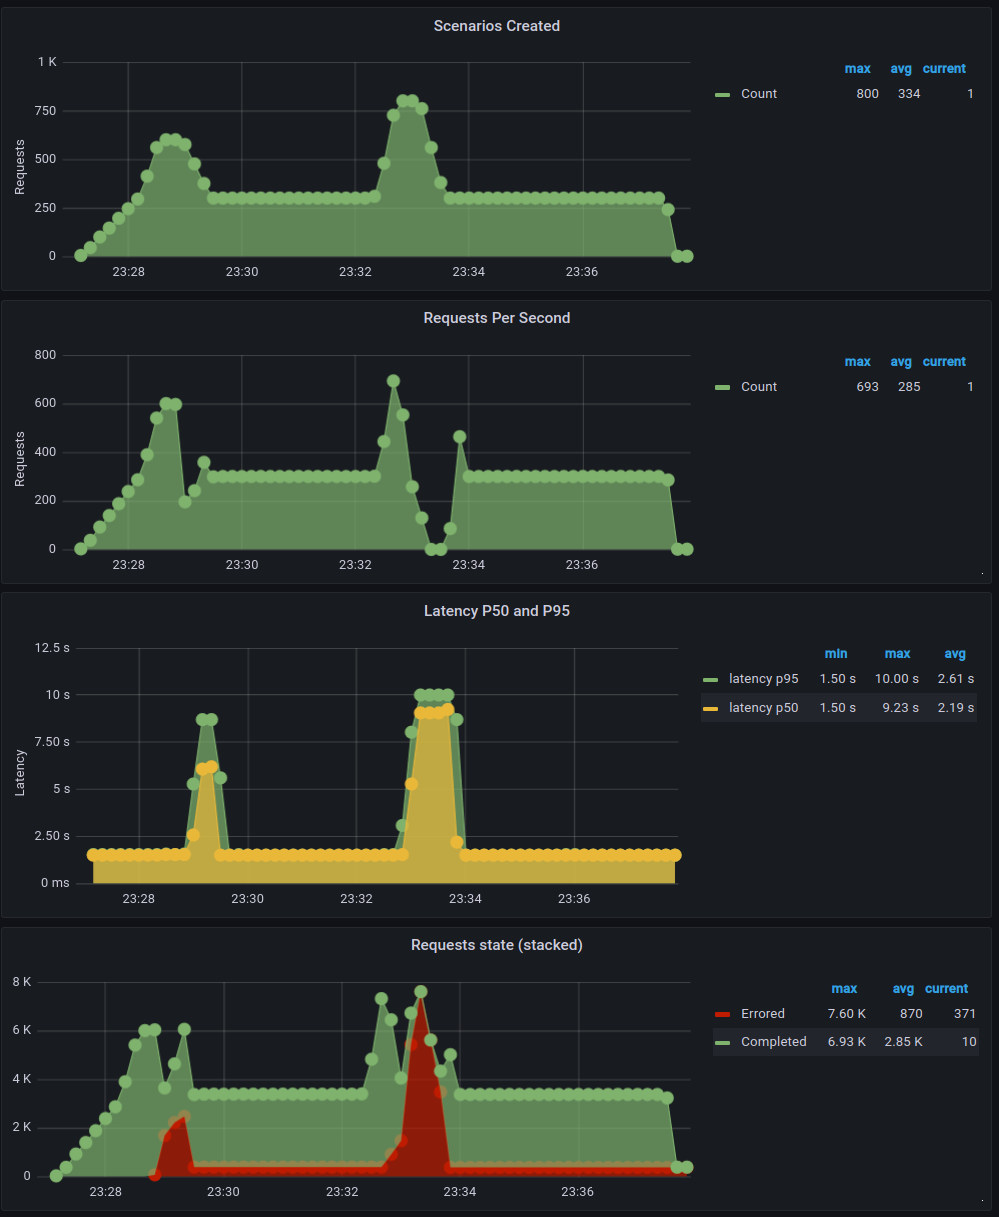 Scenarios Created
1 K
750
500
250
0
Requests
23:28 23:30 23:32 23:34 23:36
max avg current
Count 800 334 1
Requests Per Second
800
600
400
200
0
Requests
23:28 23:30 23:32 23:34 23:36
max avg current
Count 693 285 1
Latency P50 and P95
12.5 s
10 s
7.50 s
5 s
2.50 s
0 ms
Latency
23:28 23:30 23:32 23:34 23:36
min max avg
latency p95 1.50 s 10.00 s 2.61 s
latency p50 1.50 s 9.23 s 2.19 s
Requests state (stacked)
8 K
6 K
4 K
2 K
0
23:28 23:30 23:32 23:34 23:36
max avg current
Errored 7.60 K 870 371
Completed 6.93 K 2.85 K 10